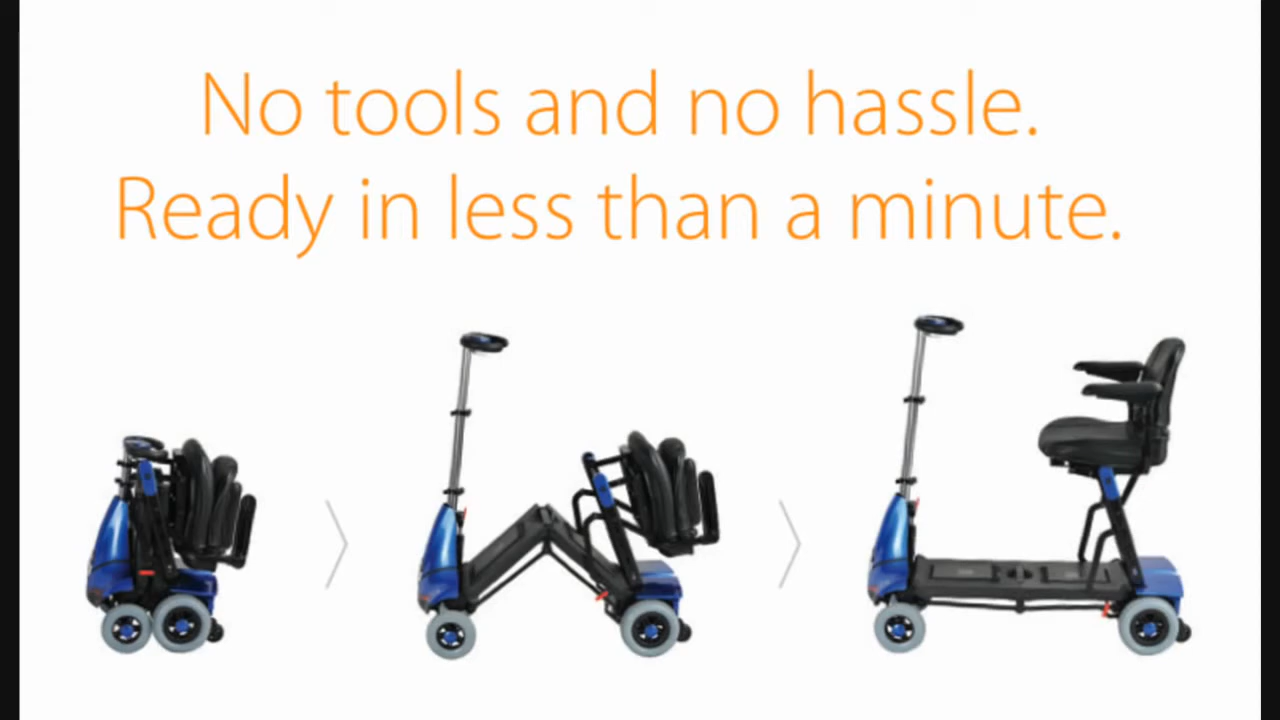 No tools and no hassle.
Ready in less than a minute.